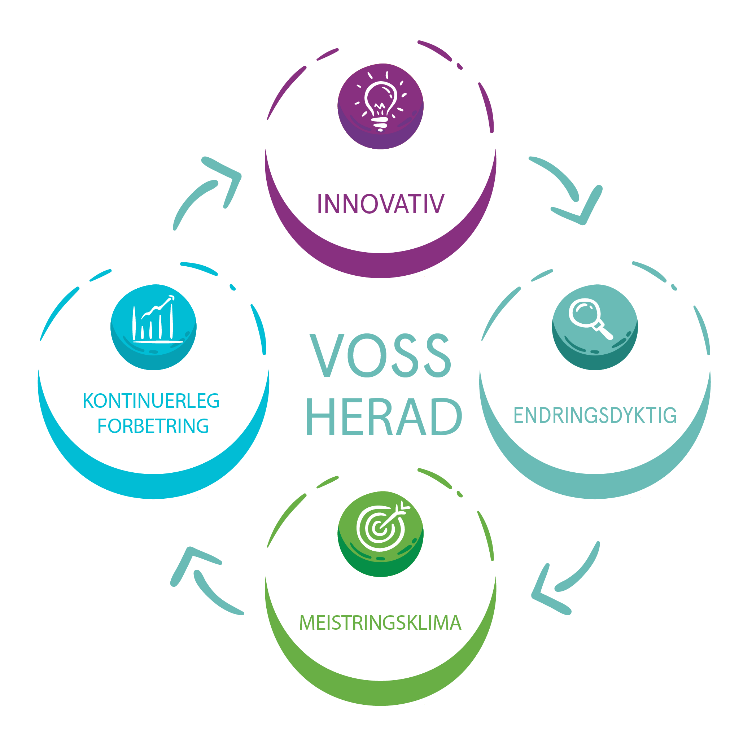 INNOVATIV
VOSS
HERAD
ENDRINGSDYKTIG
MEISTRINGSKLIMA
KONTINUERLEG
FORBETRING